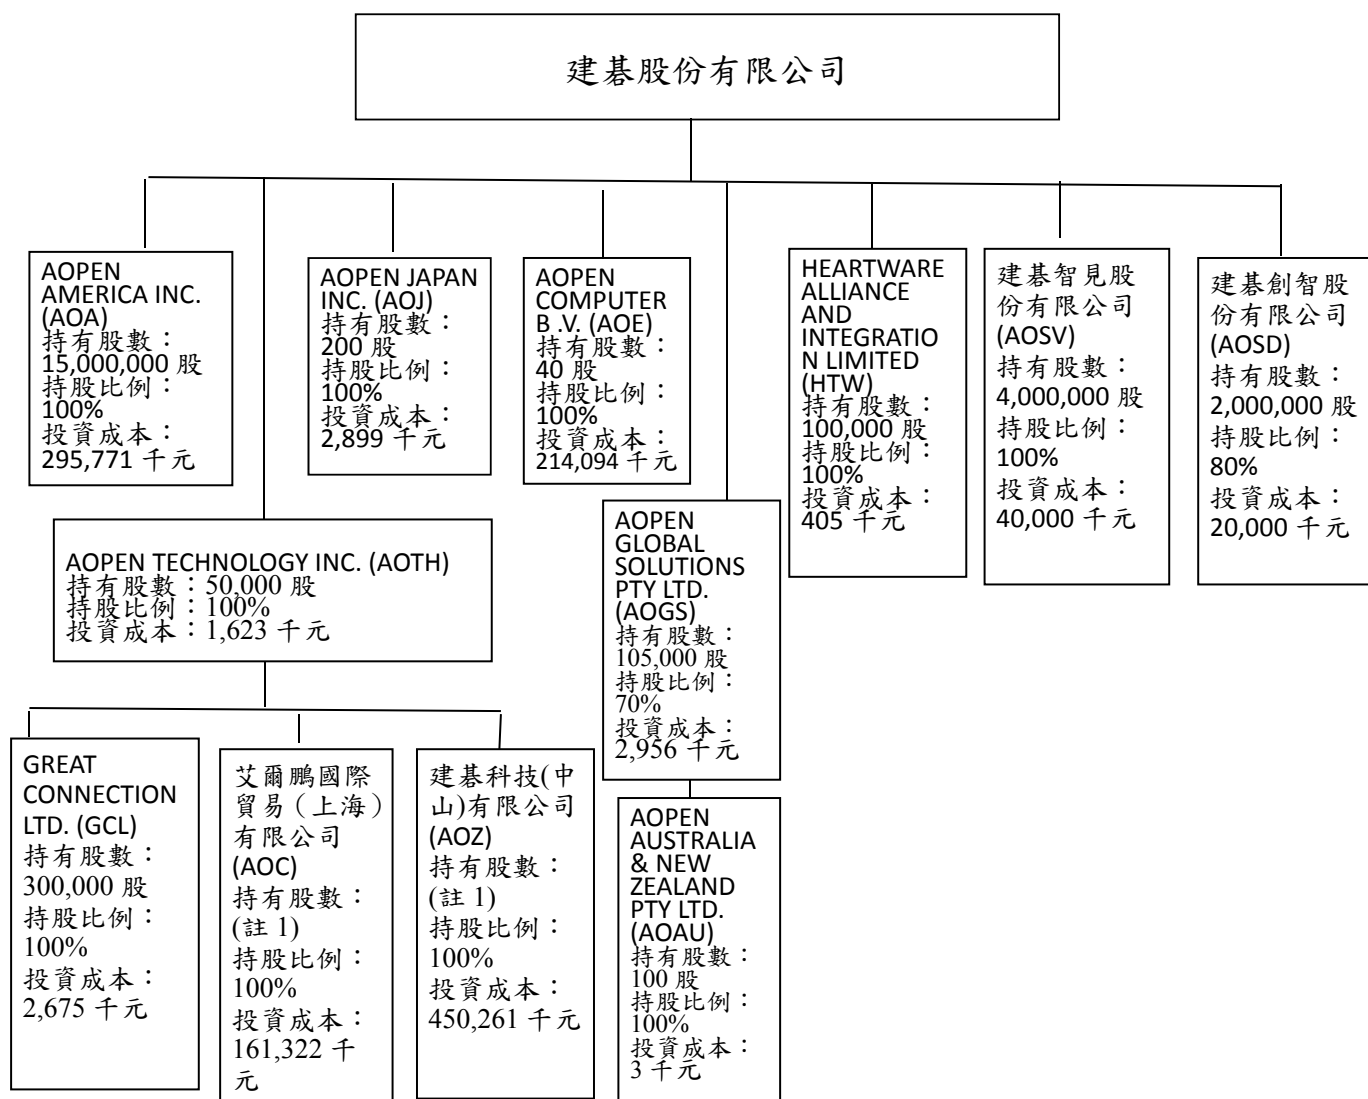 建碁股份有限公司
AOPEN
AMERICA INC.
(AOA)
持有股數：
15,000,000 股
持股比例：
100%
投資成本：
295,771 千元
AOPEN JAPAN
INC. (AOJ)
持有股數：
200 股
持股比例：
100%
投資成本：
2,899 千元
AOPEN
COMPUTER
B .V. (AOE)
持有股數：
40 股
持股比例：
100%
投資成本：
214,094 千元
HEARTWARE
ALLIANCE
AND
INTEGRATIO
N LIMITED
(HTW)
持有股數：
100,000 股
持股比例：
100%
投資成本：
405 千元
建碁智見股
份有限公司
(AOSV)
持有股數：
4,000,000 股
持股比例：
100%
投資成本：
40,000 千元
建碁創智股
份有限公司
(AOSD)
持有股數：
2,000,000 股
持股比例：
80%
投資成本：
20,000 千元
AOPEN TECHNOLOGY INC. (AOTH)
持有股數：50,000 股
持股比例：100%
投資成本：1,623 千元
AOPEN
GLOBAL
SOLUTIONS
PTY LTD.
(AOGS)
持有股數：
105,000 股
持股比例：
70%
投資成本：
2,956 千元
GREAT
CONNECTION
LTD. (GCL)
持有股數：
300,000 股
持股比例：
100%
投資成本：
2,675 千元
艾爾鵬國際
貿易（上海）
有限公司
(AOC)
持有股數：
(註 1)
持股比例：
100%
投資成本：
161,322 千
元
建碁科技(中
山)有限公司
(AOZ)
持有股數：
(註 1)
持股比例：
100%
投資成本：
450,261 千元
AOPEN
AUSTRALIA
& NEW
ZEALAND
PTY LTD.
(AOAU)
持有股數：
100 股
持股比例：
100%
投資成本：
3 千元